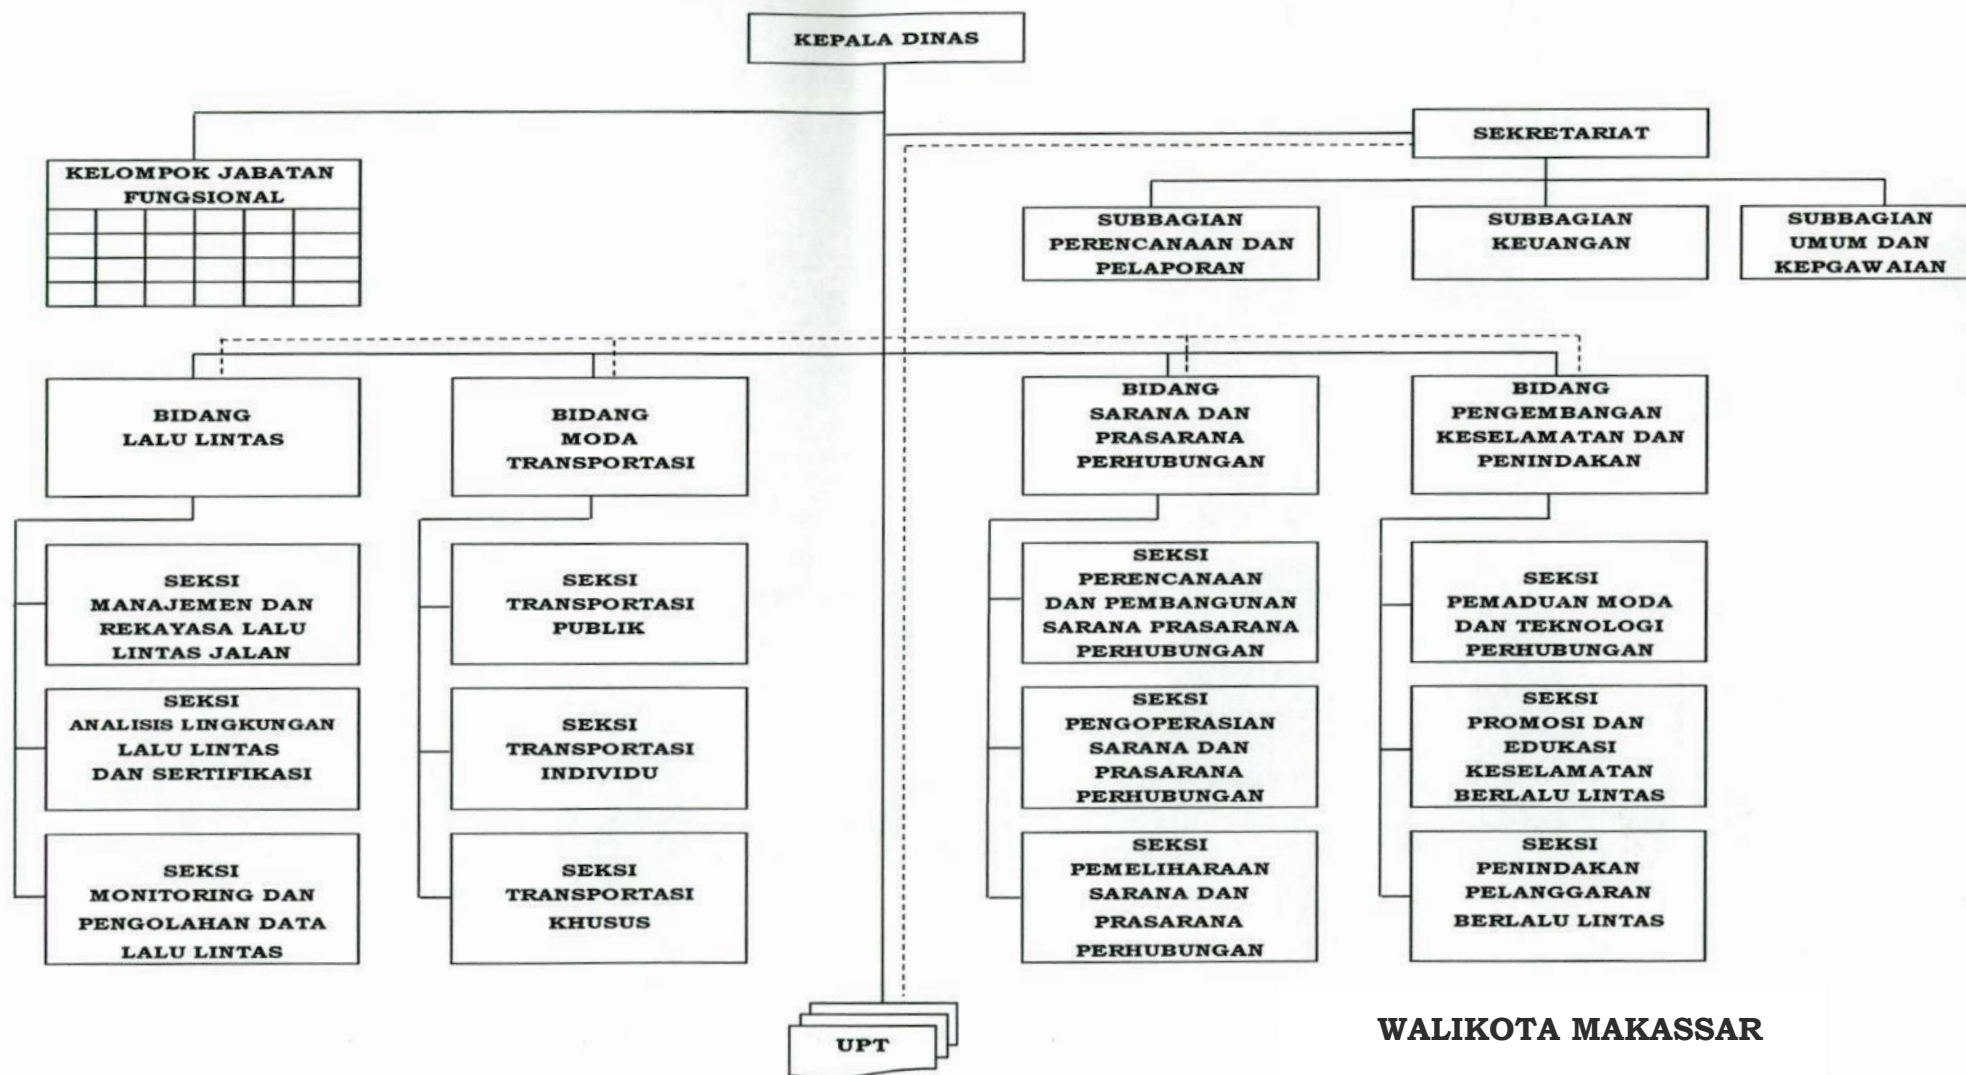 KEPALA DINAS
SEKRETARIAT
KELOMPOK JABATAN
FUNGSIONAL
SUBBAGIAN
PERENCANAAN DAN
PELAPORAN
SUBBAGIAN
KEUANGAN
SUBBAGIAN
UMUM DAN
KEPGAWAIAN
BIDANG
LALU LINTAS
BIDANG
MODA
TRANSPORTASI
BIDANG
SARANA DAN
PRASARANA
PERHUBUNGAN
BIDANG
PENGEMBANGAN
KESELAMATAN DAN
PENINDAKAN
SEKSI
MANAJEMEN DAN
REKAYASA LALU
LINTAS JALAN
SEKSI
TRANSPORTASI
PUBLIK
SEKSI
PERENCANAAN
DAN PEMBANGUNAN
SARANA PRASARANA
PERHUBUNGAN
SEKSI
PEMADUAN MODA
DAN TEKNOLOGI
PERHUBUNGAN
SEKSI
ANALISIS LINGKUNGAN
LALU LINTAS
DAN SERTIFIKASI
SEKSI
TRANSPORTASI
INDIVIDU
SEKSI
PENGOPERASIAN
SARANA DAN
PRASARANA
PERHUBUNGAN
SEKSI
PROMOSI DAN
EDUKASI
KESELAMATAN
BERLALU LINTAS
SEKSI
MONITORING DAN
PENGOLAHAN DATA
LALU LINTAS
SEKSI
TRANSPORTASI
KHUSUS
SEKSI
PEMELIHARAAN
SARANA DAN
PRASARANA
PERHUBUNGAN
SEKSI
PENINDAKAN
PELANGGARAN
BERLALU LINTAS
UPT
WALIKOTA MAKASSAR